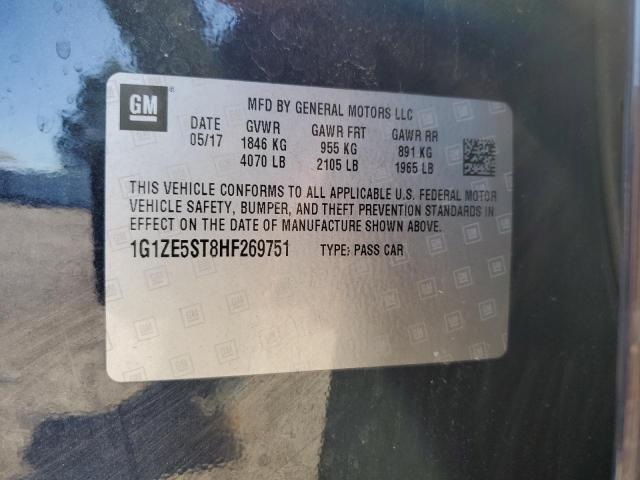 GM ®
MFD BY GENERAL MOTORS LLC
DATE GVWR GAWR FRT GAWR RR
05/17 1846 KG 955 KG 891 KG
4070 LB 2105 LB 1965 LB
THIS VEHICLE CONFORMS TO ALL APPLICABLE U.S. FEDERAL MOTOR
VEHICLE SAFETY, BUMPER, AND THEFT PREVENTION STANDARDS IN
EFFECT ON THE DATE OF MANUFACTURE SHOWN ABOVE.
1G1ZE5ST8HF269751 TYPE: PASS CAR